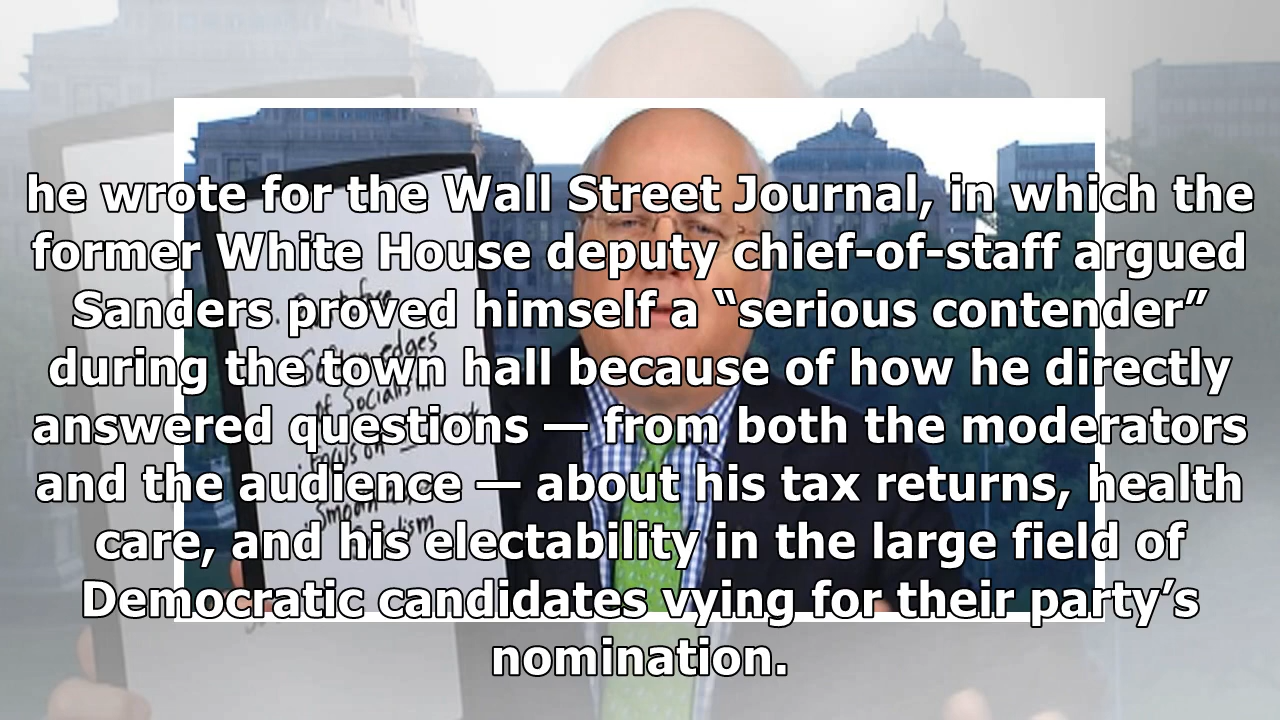 he wrote for the Wall Street Journal, in which the
former White House deputy chief-of-staff argued
Sanders proved himself a “serious contender”
during the town hall because of how he directly
answered questions — from both the moderators
and the audience — about his tax returns, health
care, and his electability in the large field of
Democratic candidates vying for their party’s
nomination.
edges
of Socialism